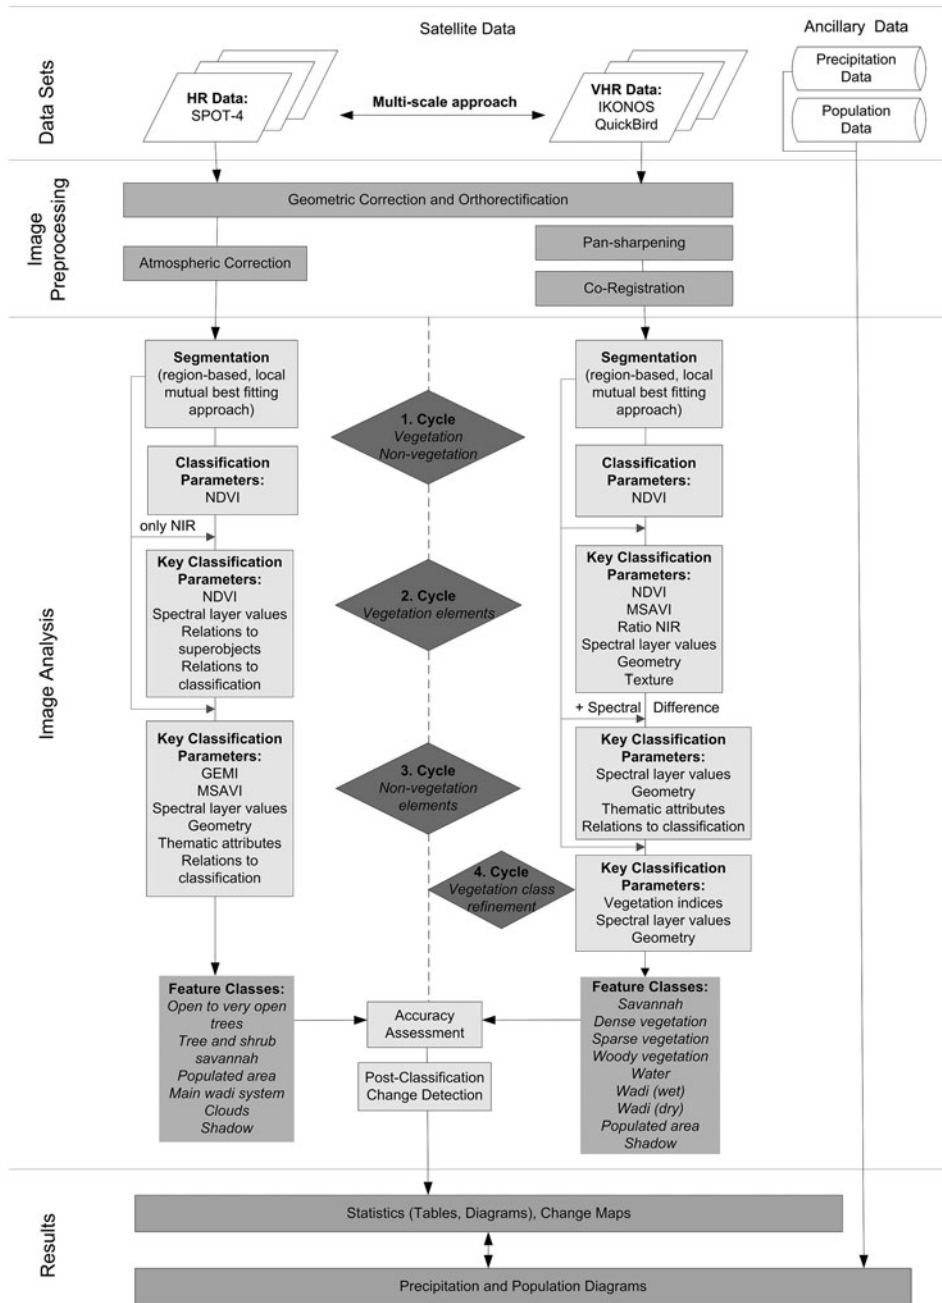 Satellite Data
Ancillary Data
Data Sets
HR Data:
SPOT-4
Multi-scale approach
VHR Data:
IKONOS
QuickBird
Precipitation
Data
Population
Data
Image
Preprocessing
Geometric Correction and Orthorectification
Atmospheric Correction
Pan-sharpening
Co-Registration
Image Analysis
Segmentation
(region-based, local
mutual best fitting
approach)
Classification
Parameters:
NDVI
only NIR
Key Classification
Parameters:
NDVI
Spectral layer values
Relations to
superobjects
Relations to
classification
Key Classification
Parameters:
GEMI
MSAVI
Spectral layer values
Geometry
Thematic attributes
Relations to
classification
Feature Classes:
Open to very open
trees
Tree and shrub
savannah
Populated area
Main wadi system
Clouds
Shadow
1. Cycle
Vegetation
Non-vegetation
2. Cycle
Vegetation elements
3. Cycle
Non-vegetation
elements
4. Cycle
Vegetation class
refinement
Accuracy
Assessment
Post-Classification
Change Detection
Segmentation
(region-based, local
mutual best fitting
approach)
Classification
Parameters:
NDVI
Key Classification
Parameters:
NDVI
MSAVI
Ratio NIR
Spectral layer values
Geometry
Texture
+ Spectral Difference
Key Classification
Parameters:
Spectral layer values
Geometry
Thematic attributes
Relations to classification
Key Classification
Parameters:
Vegetation indices
Spectral layer values
Geometry
Feature Classes:
Savannah
Dense vegetation
Sparse vegetation
Woody vegetation
Water
Wadi (wet)
Wadi (dry)
Populated area
Shadow
Results
Statistics (Tables, Diagrams), Change Maps
Precipitation and Population Diagrams